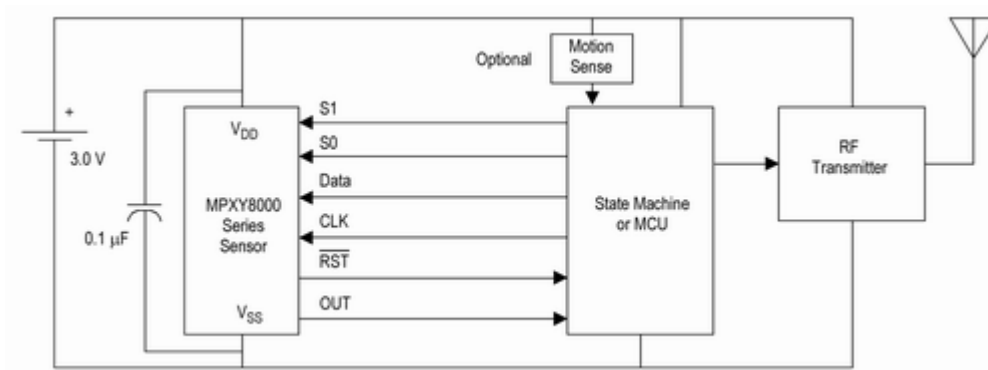 Optional
Motion
Sense
+
3.0 V
0.1 μF
V_DD
MPXY8000
Series
Sensor
V_SS
S1
S0
Data
CLK
R̅S̅T̅
OUT
State Machine
or MCU
RF
Transmitter